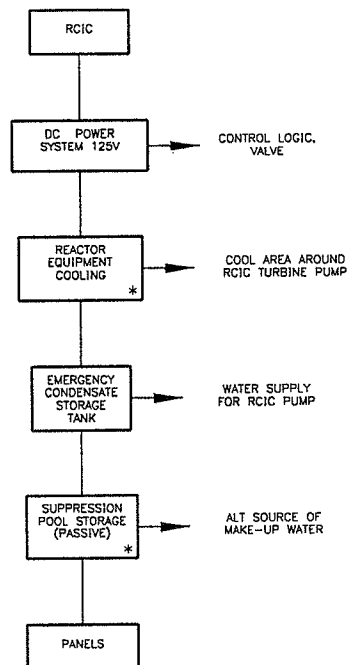 RCIC
DC POWER
SYSTEM 125V
CONTROL LOGIC,
VALVE
REACTOR
EQUIPMENT
COOLING
*
COOL AREA AROUND
RCIC TURBINE PUMP
EMERGENCY
CONDENSATE
STORAGE
TANK
WATER SUPPLY
FOR RCIC PUMP
SUPPRESSION
POOL STORAGE
(PASSIVE)
*
ALT SOURCE OF
MAKE-UP WATER
PANELS